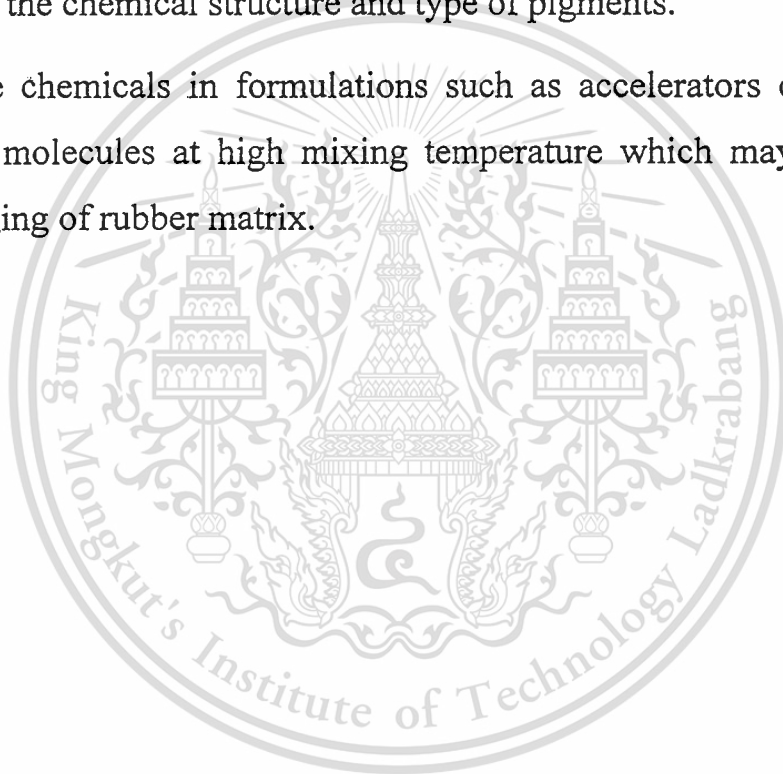 the chemical structure and type of pigments.
chemicals in formulations such as accelerators
molecules at high mixing temperature which may
of rubber matrix.
King Mongkut's Institute of Technology Ladkrabang